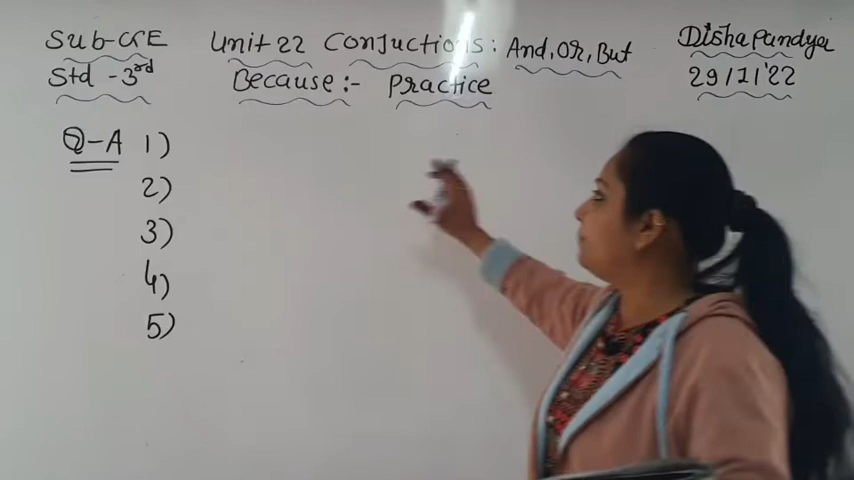 Sub-CRE Unit 22 Conjuctions: And, Or, But Disha Pandya
Std - 3rd Because :- Practice 29/11/'22
Q-A 1)
2)
3)
4)
5)